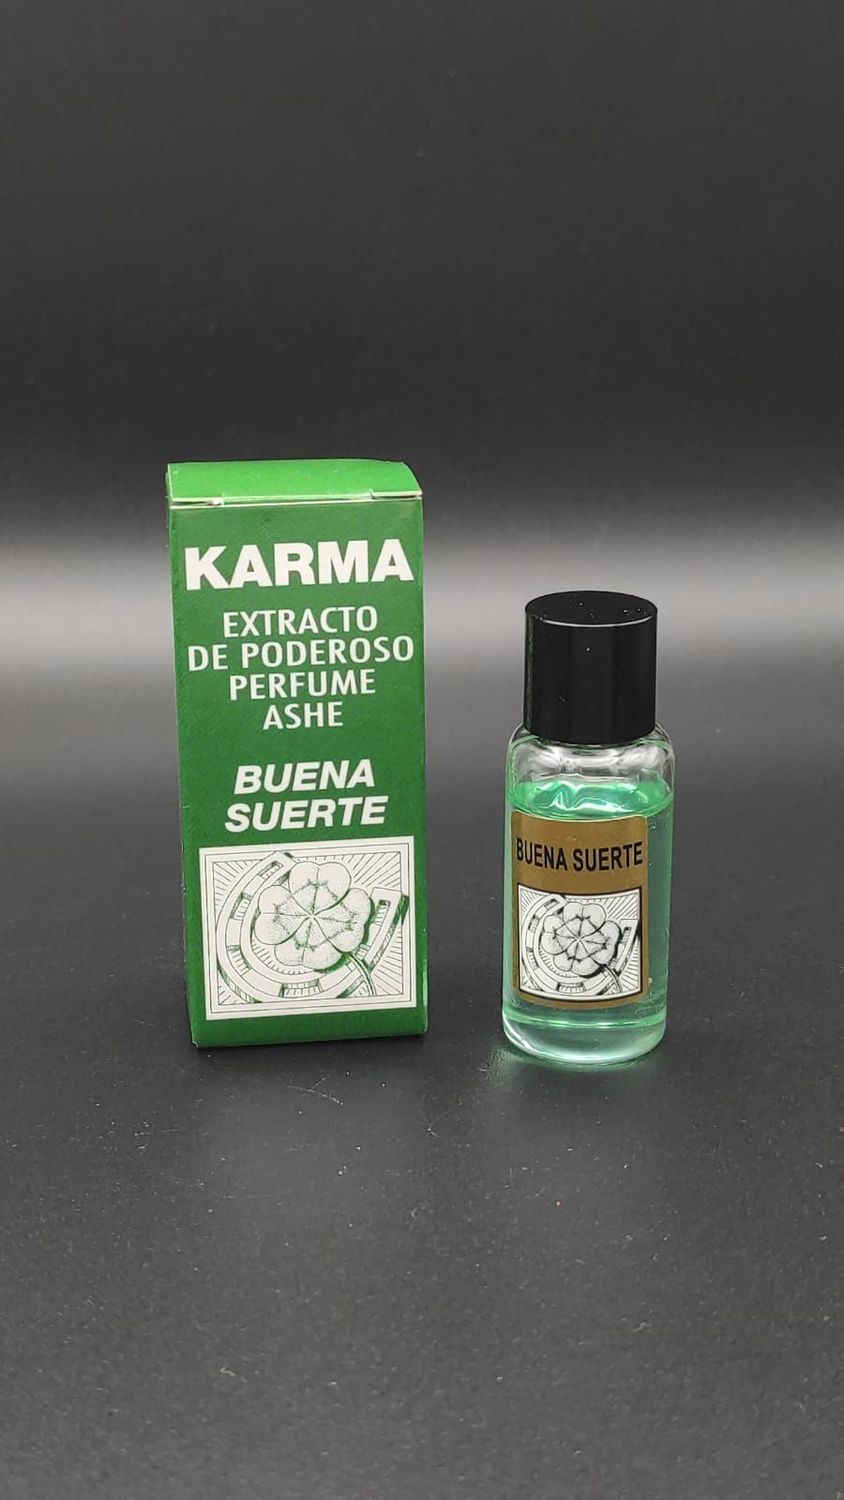 KARMA
EXTRACTO
DE PODEROSO
PERFUME
ASHE
BUENA
SUERTE
BUENA SUERTE